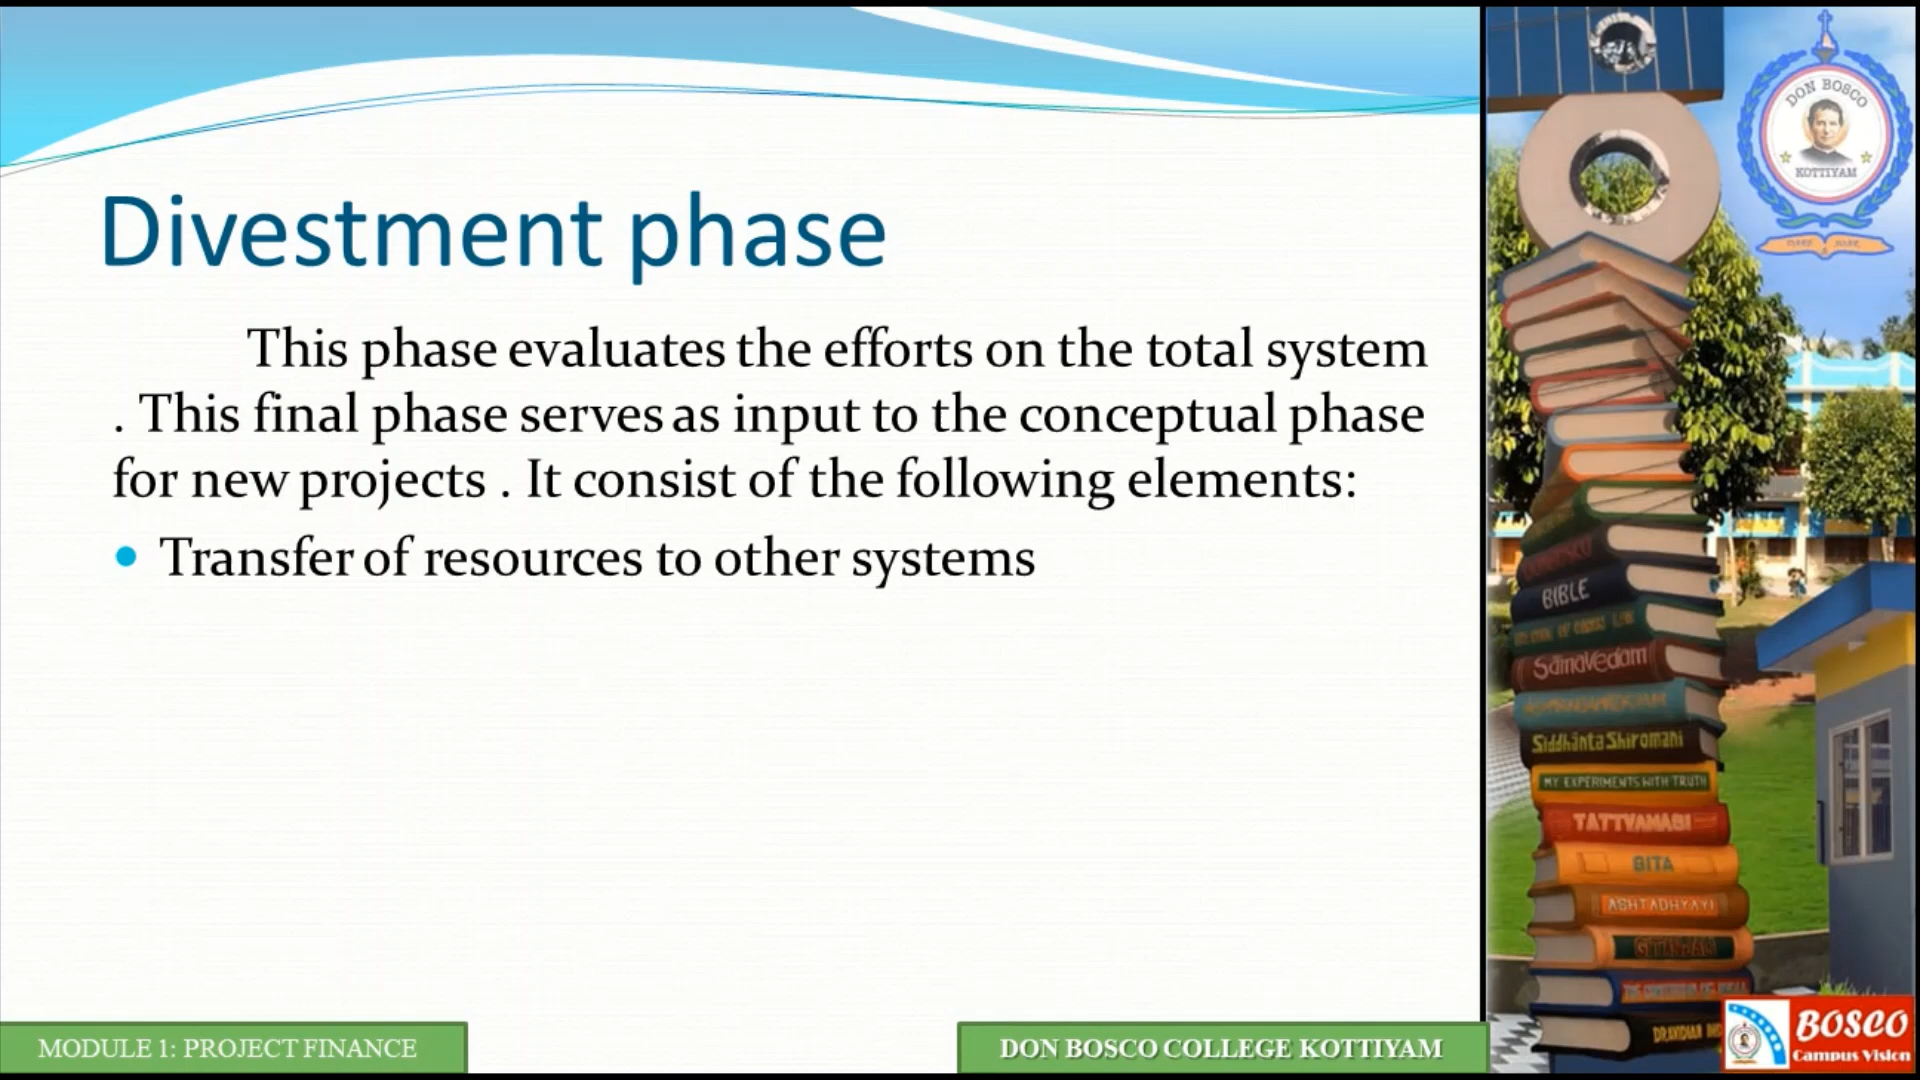 Divestment phase
This phase evaluates the efforts on the total system
. This final phase serves as input to the conceptual phase
for new projects . It consist of the following elements:
Transfer of resources to other systems
MODULE 1: PROJECT FINANCE
DON BOSCO COLLEGE KOTTIYAM
DON BOSCO
KOTTIYAM
BIBLE
Samavedam
Siddhānta Shiromani
MY EXPERIMENTS WITH TRUTH
GITA
ASHTADHYAYI
GITANJALI
BOSCO
Campus Vision